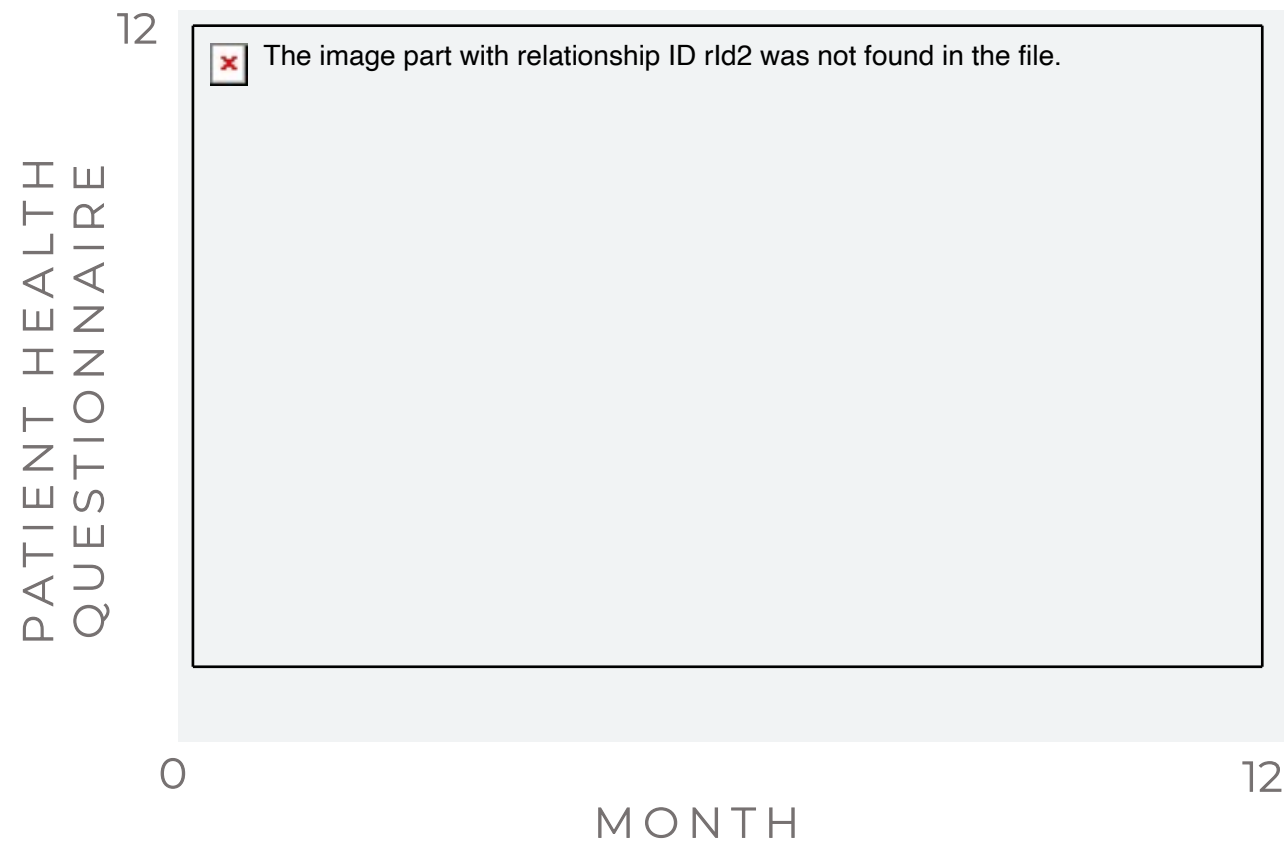 12
The image part with relationship ID rId2 was not found in the file.
PATIENT HEALTH
QUESTIONNAIRE
0
12
MONTH